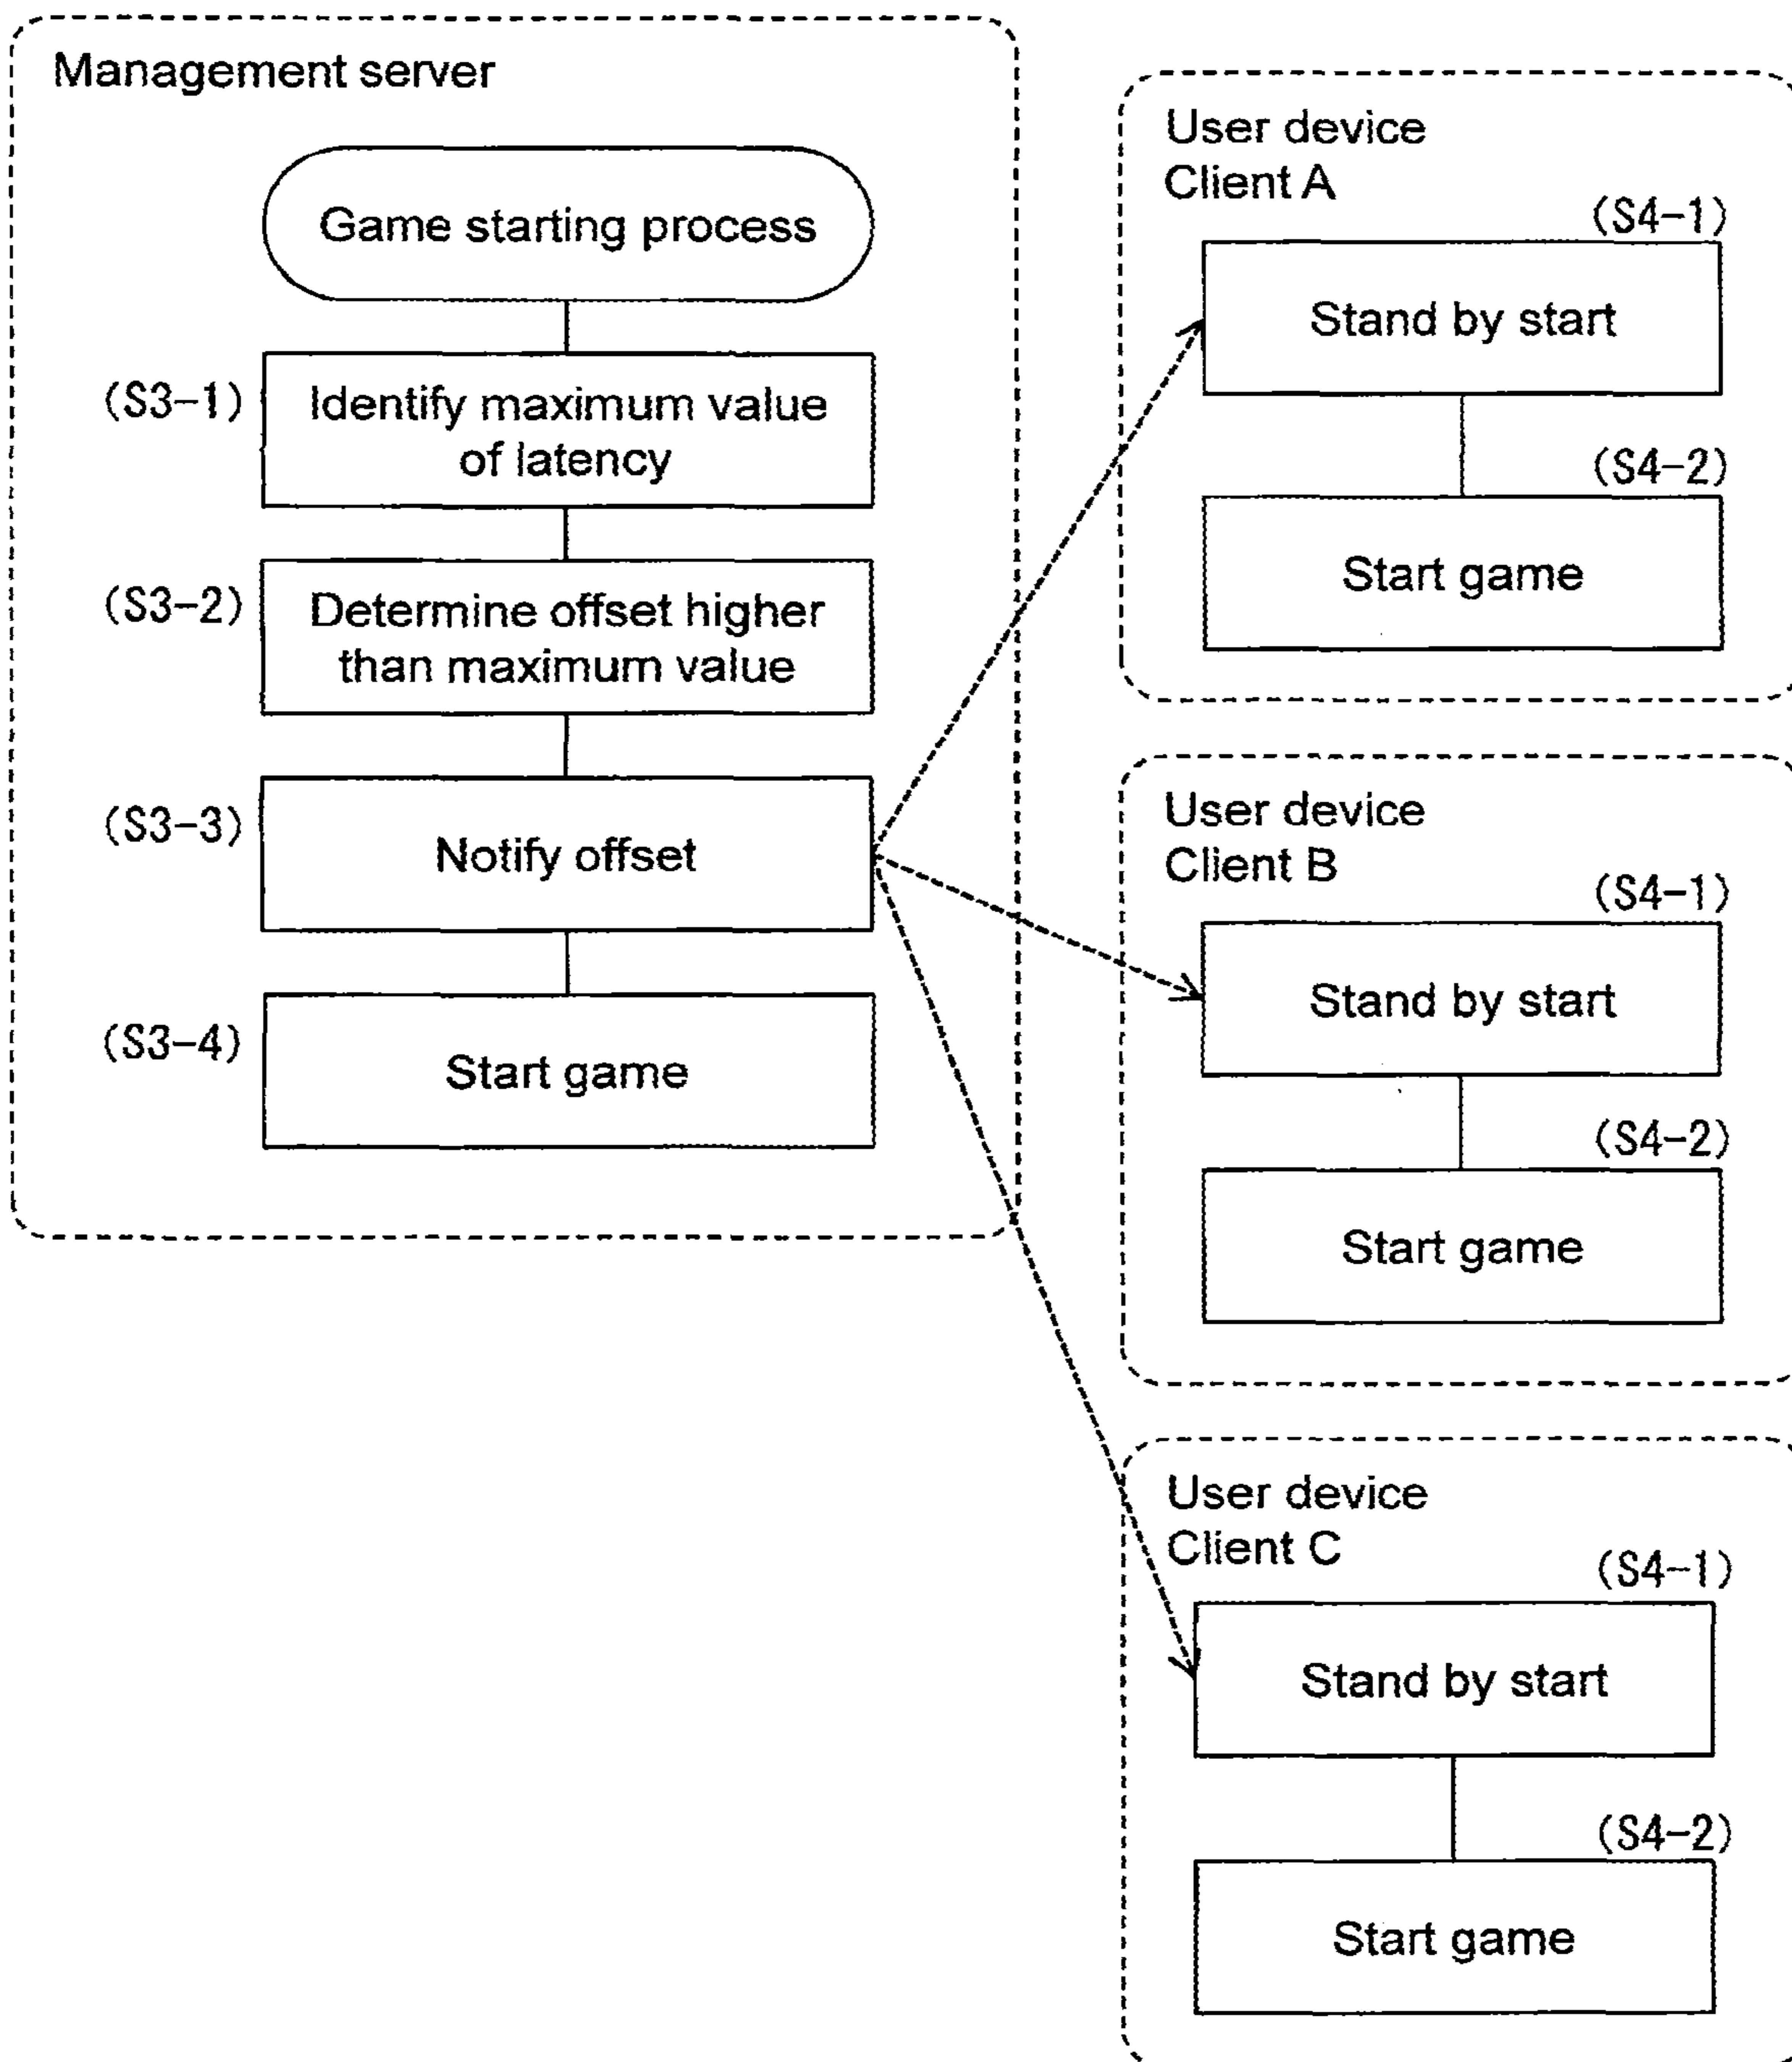 Management server
Game starting process
(S3-1)
Identify maximum value
of latency
(S3-2)
Determine offset higher
than maximum value
(S3-3)
Notify offset
(S3-4)
Start game
User device
Client A
(S4-1)
Stand by start
(S4-2)
Start game
User device
Client B
(S4-1)
Stand by start
(S4-2)
Start game
User device
Client C
(S4-1)
Stand by start
(S4-2)
Start game